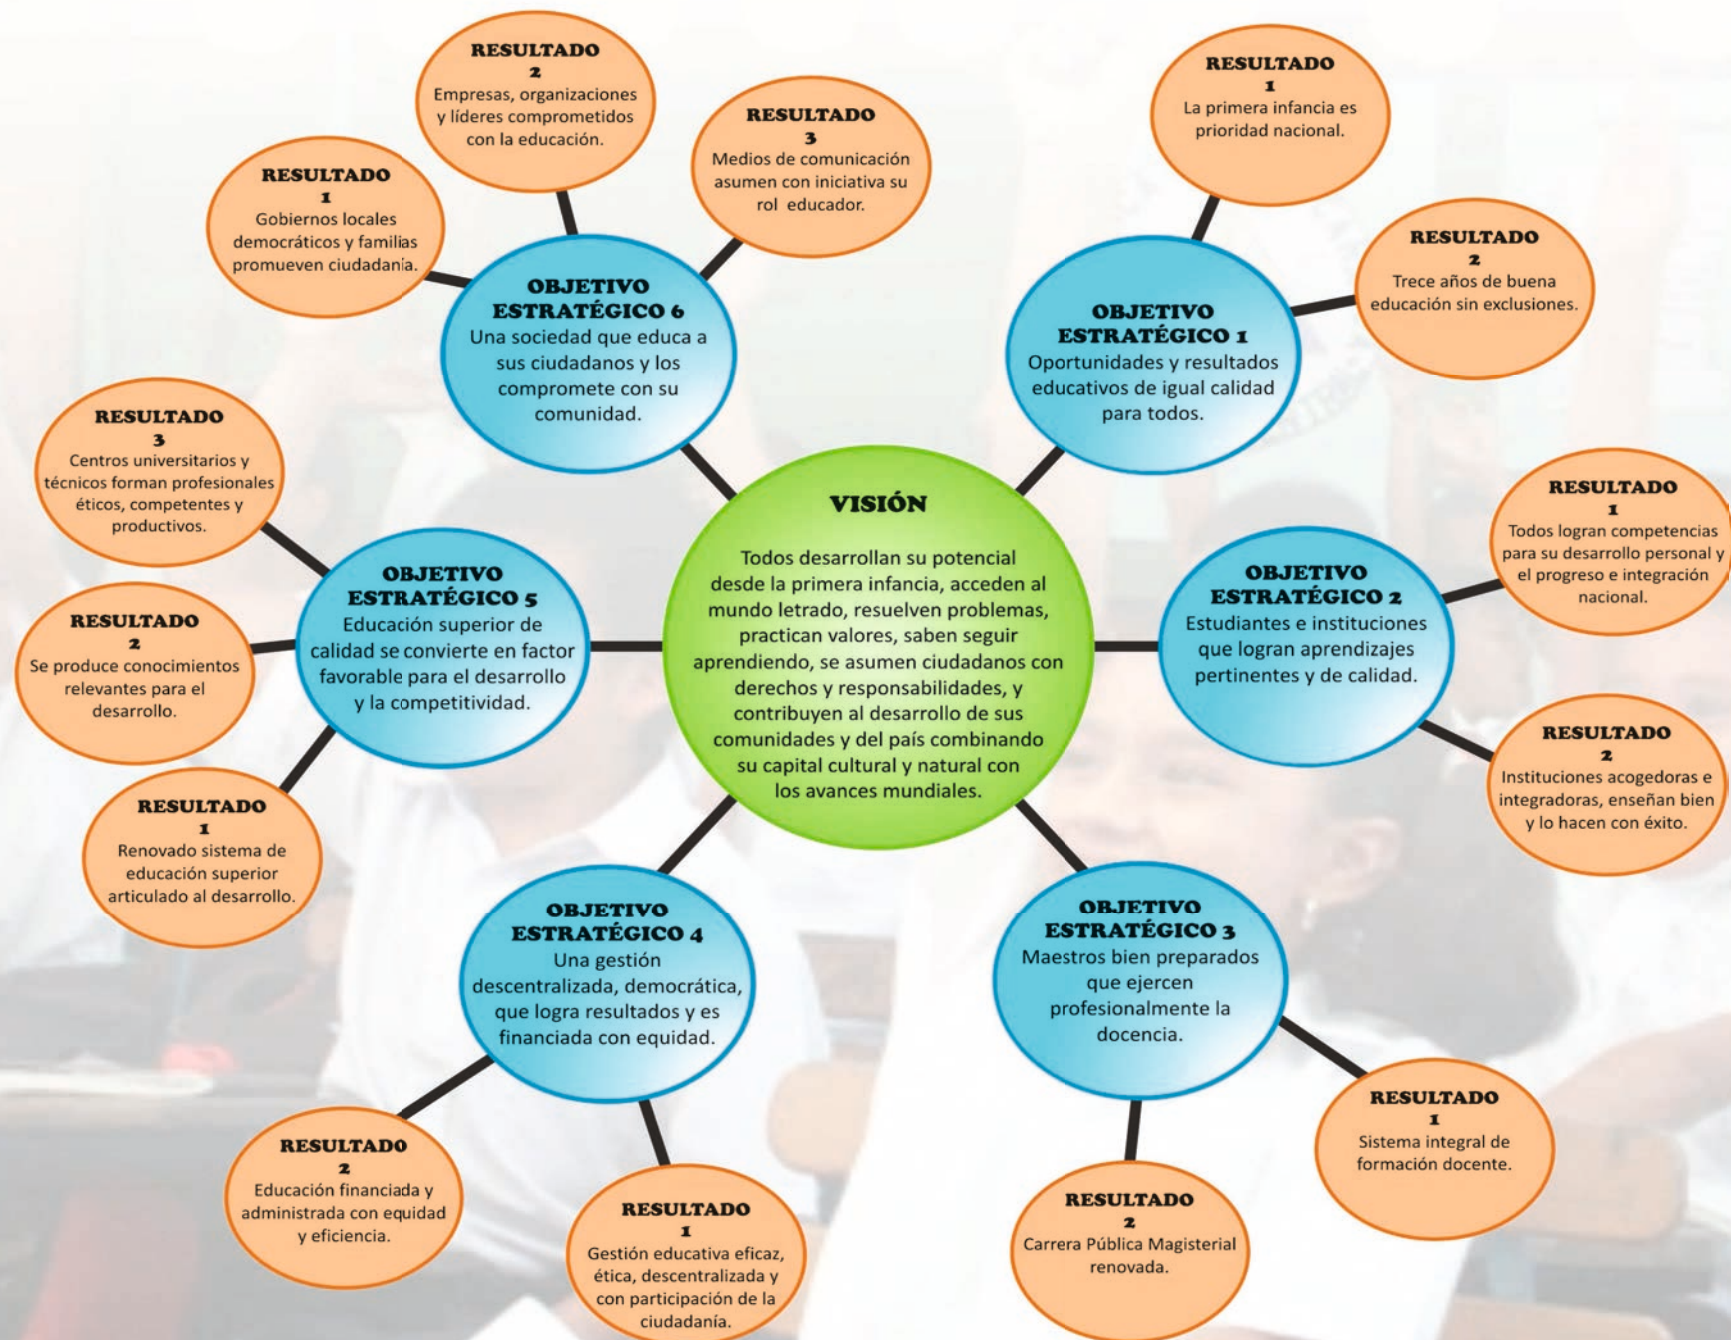 VISIÓN
Todos desarrollan su potencial
desde la primera infancia, acceden al
mundo letrado, resuelven problemas,
practican valores, saben seguir
aprendiendo, se asumen ciudadanos con
derechos y responsabilidades, y
contribuyen al desarrollo de sus
comunidades y del país combinando
su capital cultural y natural con
los avances mundiales.
OBJETIVO
ESTRATÉGICO 1
Oportunidades y resultados
educativos de igual calidad
para todos.
RESULTADO
1
La primera infancia es
prioridad nacional.
RESULTADO
2
Trece años de buena
educación sin exclusiones.
OBJETIVO
ESTRATÉGICO 2
Estudiantes e instituciones
que logran aprendizajes
pertinentes y de calidad.
RESULTADO
1
Todos logran competencias
para su desarrollo personal y
el progreso e integración
nacional.
RESULTADO
2
Instituciones acogedoras e
integradoras, enseñan bien
y lo hacen con éxito.
OBJETIVO
ESTRATÉGICO 3
Maestros bien preparados
que ejercen
profesionalmente la
docencia.
RESULTADO
1
Sistema integral de
formación docente.
RESULTADO
2
Carrera Pública Magisterial
renovada.
OBJETIVO
ESTRATÉGICO 4
Una gestión
descentralizada, democrática,
que logra resultados y es
financiada con equidad.
RESULTADO
1
Gestión educativa eficaz,
ética, descentralizada y
con participación de la
ciudadanía.
RESULTADO
2
Educación financiada y
administrada con equidad
y eficiencia.
OBJETIVO
ESTRATÉGICO 5
Educación superior de
calidad se convierte en factor
favorable para el desarrollo
y la competitividad.
RESULTADO
1
Renovado sistema de
educación superior
articulado al desarrollo.
RESULTADO
2
Se produce conocimientos
relevantes para el
desarrollo.
RESULTADO
3
Centros universitarios y
técnicos forman profesionales
éticos, competentes y
productivos.
OBJETIVO
ESTRATÉGICO 6
Una sociedad que educa a
sus ciudadanos y los
compromete con su
comunidad.
RESULTADO
1
Gobiernos locales
democráticos y familias
promueven ciudadanía.
RESULTADO
2
Empresas, organizaciones
y líderes comprometidos
con la educación.
RESULTADO
3
Medios de comunicación
asumen con iniciativa su
rol educador.